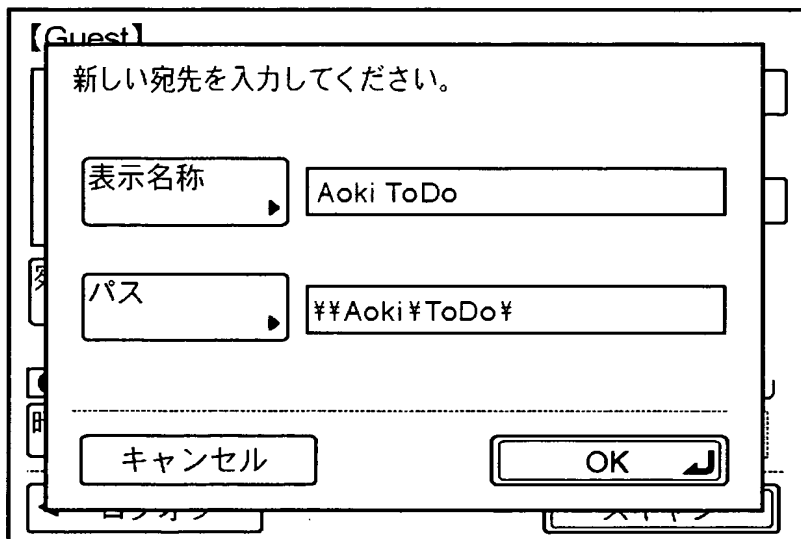 【Guest】
新しい宛先を入力してください。
表示名称
Aoki ToDo
パス
¥¥Aoki¥ToDo¥
キャンセル
OK